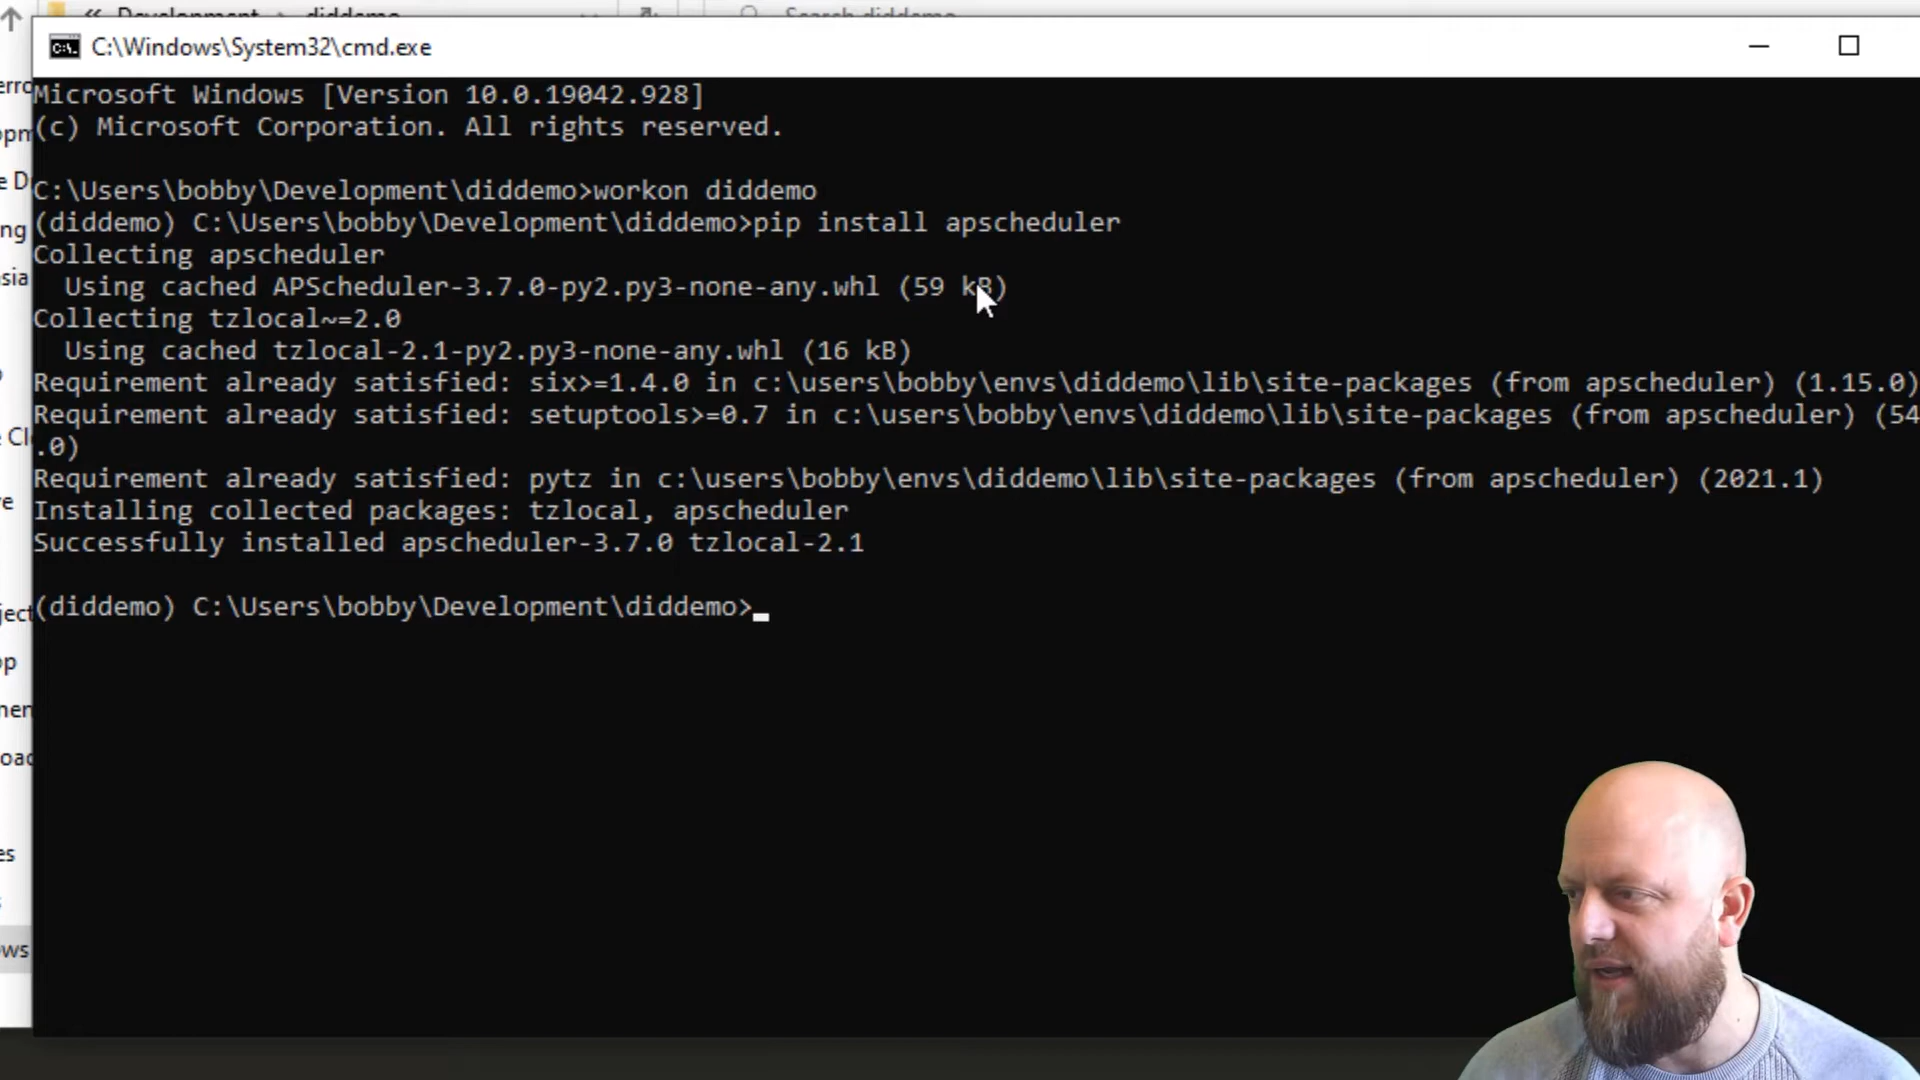 Development diddemo
Search diddemo
C:\Windows\System32\cmd.exe
Microsoft Windows [Version 10.0.19042.928]
(c) Microsoft Corporation. All rights reserved.
C:\Users\bobby\Development\diddemo>workon diddemo
(diddemo) C:\Users\bobby\Development\diddemo>pip install apscheduler
Collecting apscheduler
Using cached APScheduler-3.7.0-py2.py3-none-any.whl (59 kB)
Collecting tzlocal~=2.0
Using cached tzlocal-2.1-py2.py3-none-any.whl (16 kB)
Requirement already satisfied: six>=1.4.0 in c:\users\bobby\envs\diddemo\lib\site-packages (from apscheduler) (1.15.0)
Requirement already satisfied: setuptools>=0.7 in c:\users\bobby\envs\diddemo\lib\site-packages (from apscheduler) (54
.0)
Requirement already satisfied: pytz in c:\users\bobby\envs\diddemo\lib\site-packages (from apscheduler) (2021.1)
Installing collected packages: tzlocal, apscheduler
Successfully installed apscheduler-3.7.0 tzlocal-2.1
(diddemo) C:\Users\bobby\Development\diddemo>